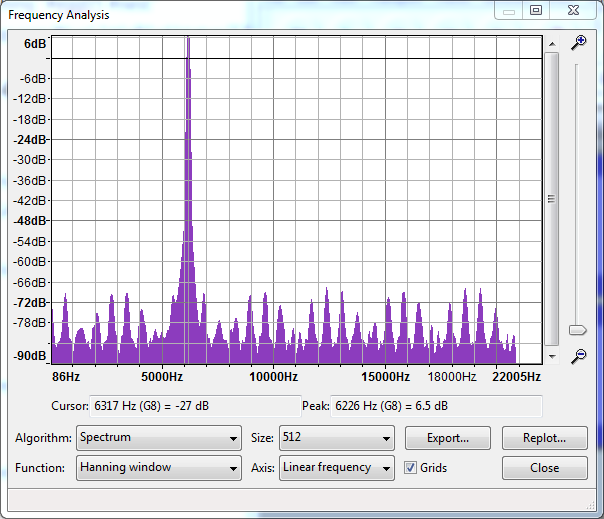 Frequency Analysis
6dB
-6dB
-12dB
-18dB
-24dB
-30dB
-36dB
-42dB
-48dB
-54dB
-60dB
-66dB
-72dB
-78dB
-90dB
86Hz 5000Hz 10000Hz 15000Hz 18000Hz 22005Hz
Cursor: 6317 Hz (G8) = -27 dB Peak: 6226 Hz (G8) = 6.5 dB
Algorithm: Spectrum Size: 512 Export... Replot...
Function: Hanning window Axis: Linear frequency Grids Close